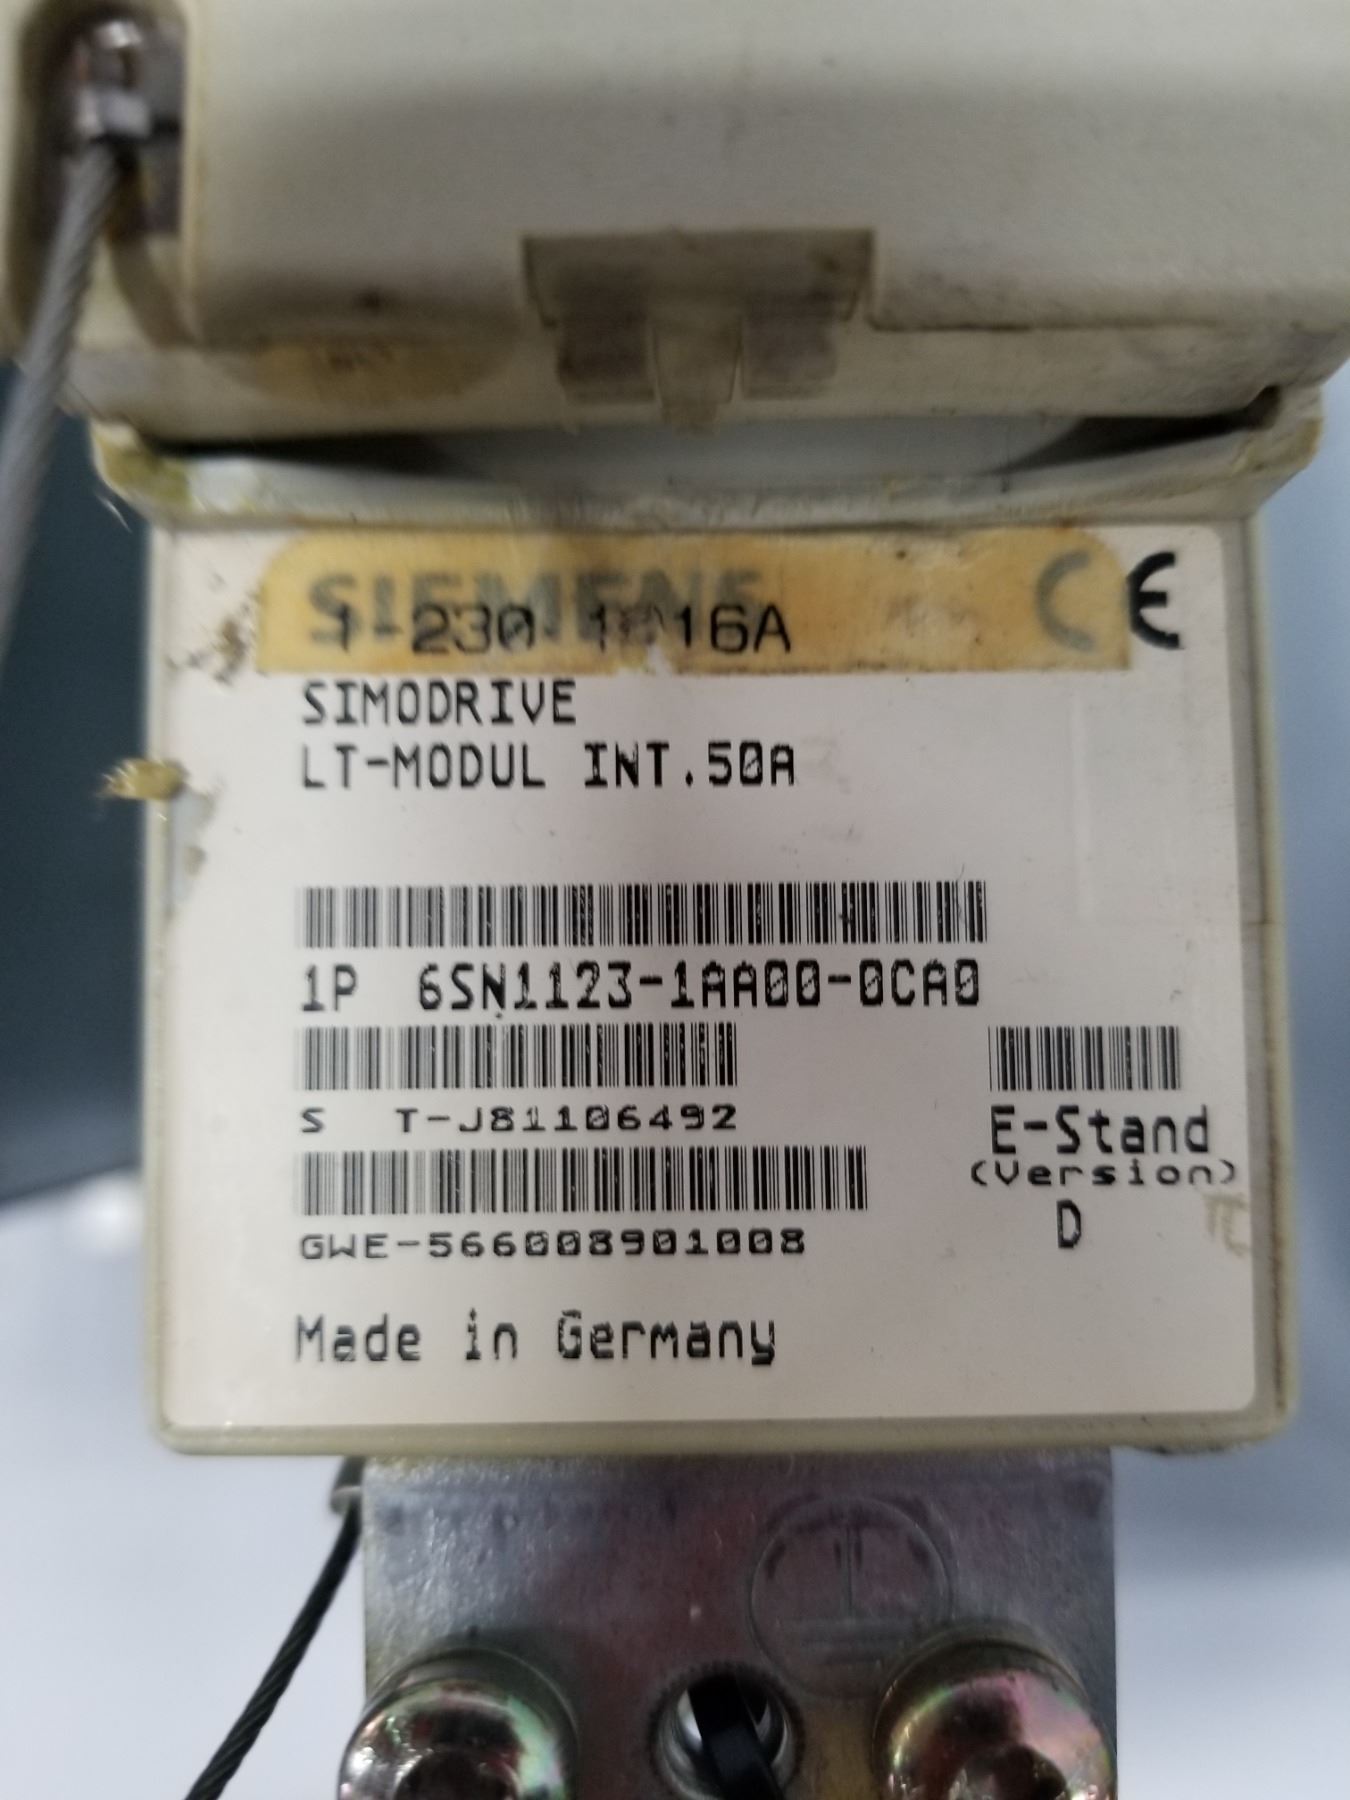 SIEMENS CE
SIMODRIVE
LT-MODUL INT.50A
1P 6SN1123-1AA00-0CA0
S T-J81106492
E-Stand
(Version)
D
GWE-566008901008
Made in Germany